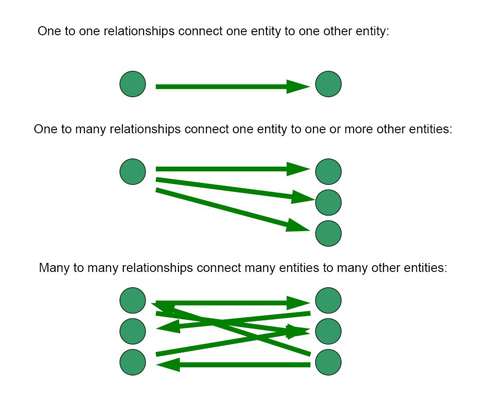 One to one relationships connect one entity to one other entity:
One to many relationships connect one entity to one or more other entities:
Many to many relationships connect many entities to many other entities: